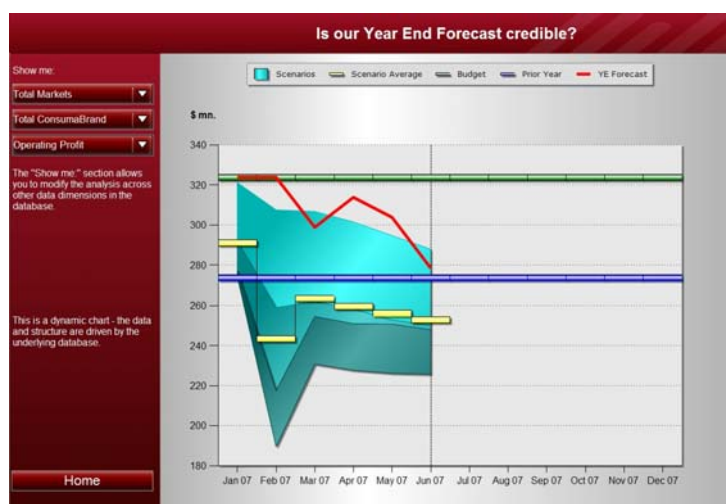 Is our Year End Forecast credible?
Show me:
Total Markets
Total ConsumaBrand
Operating Profit
The "Show me:" section allows
you to modify the analysis across
other data dimensions in the
database.
This is a dynamic chart - the data
and structure are driven by the
underlying database.
Home
Scenarios Scenario Average Budget Prior Year YE Forecast
$ mn.
340
320
300
280
260
240
220
200
180
Jan 07 Feb 07 Mar 07 Apr 07 May 07 Jun 07 Jul 07 Aug 07 Sep 07 Oct 07 Nov 07 Dec 07